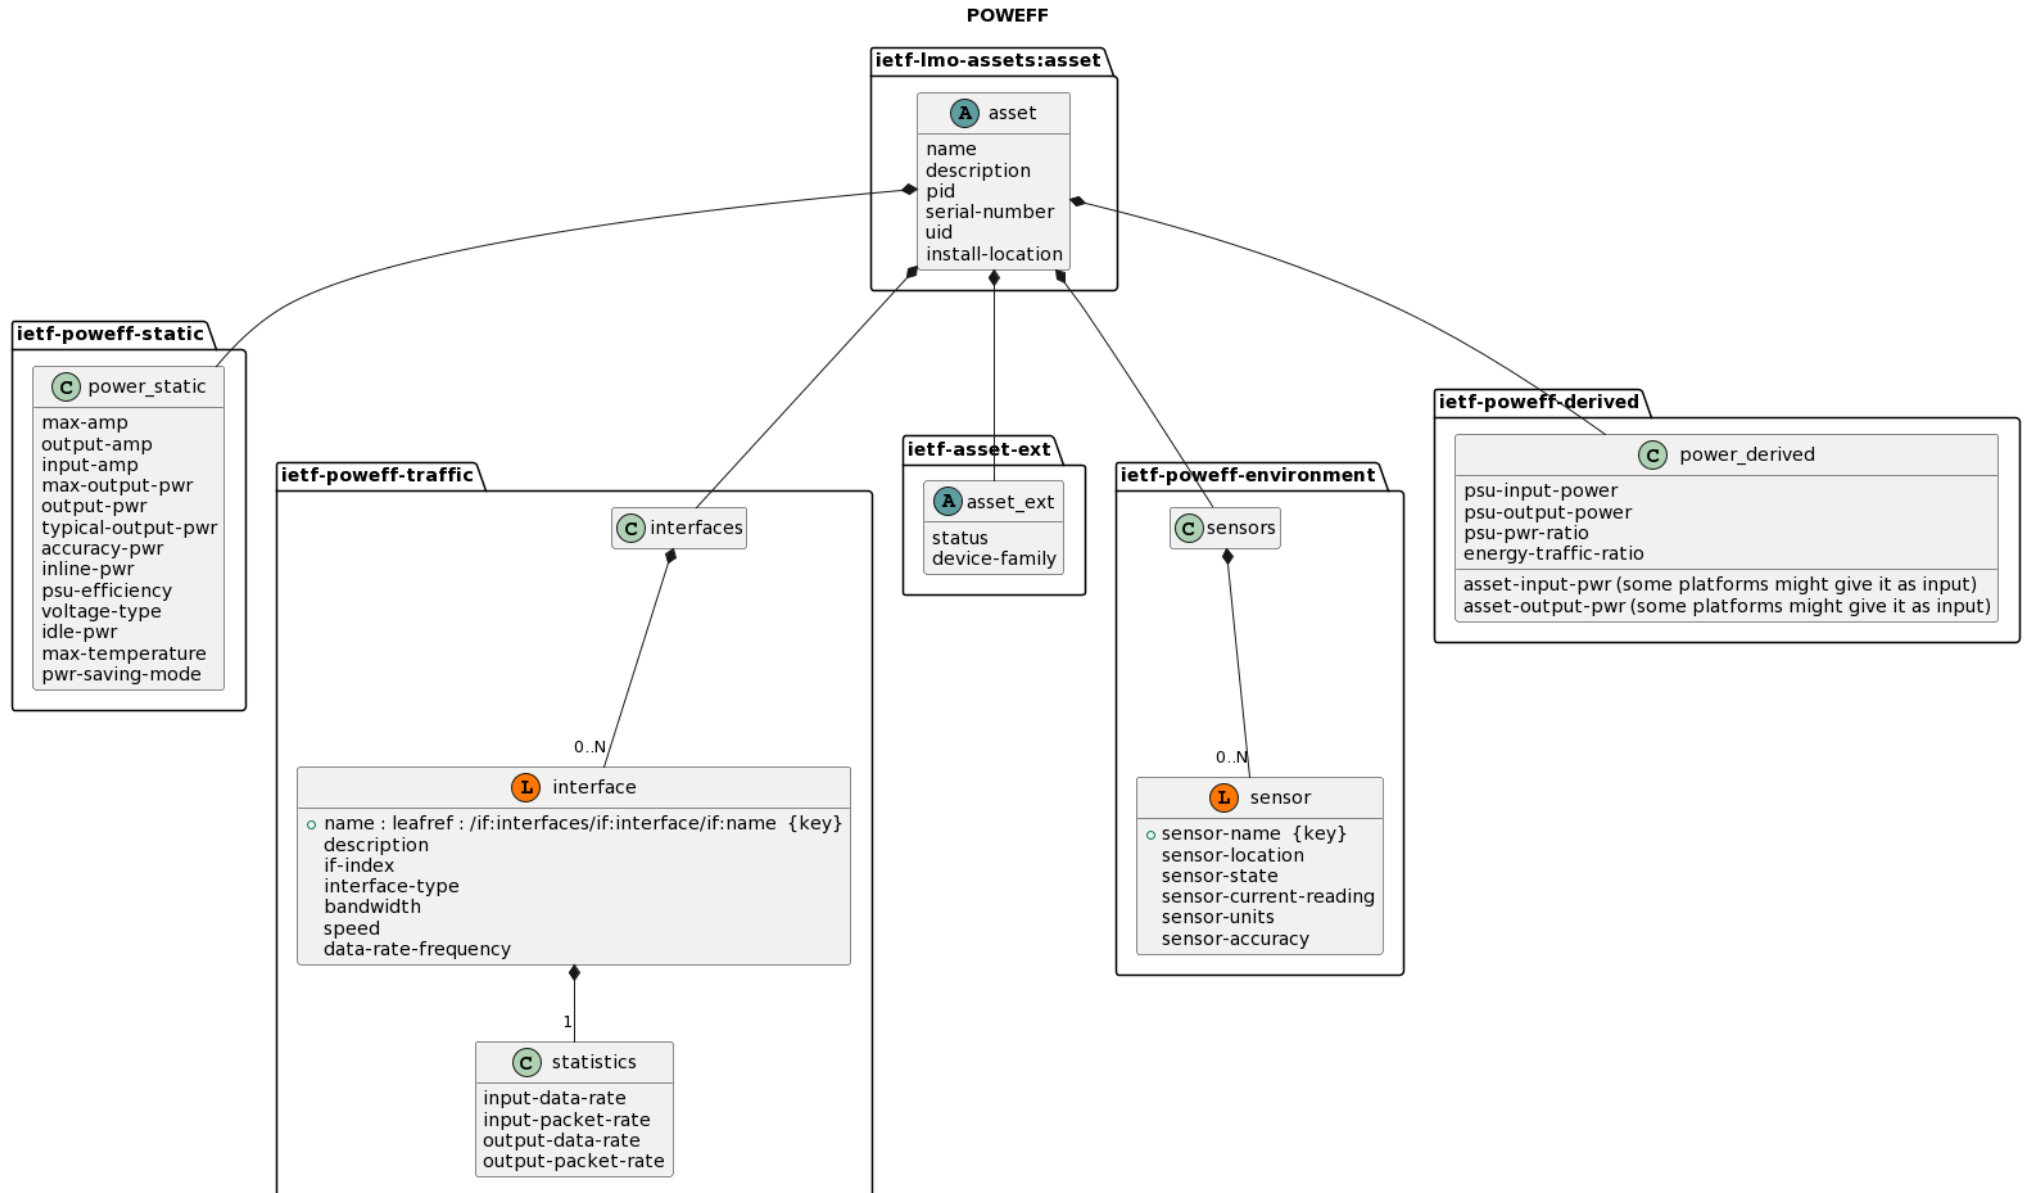 POWEFF
ietf-lmo-assets:asset
A asset
name
description
pid
serial-number
uid
install-location
ietf-poweff-static
C power_static
max-amp
output-amp
input-amp
max-output-pwr
output-pwr
typical-output-pwr
accuracy-pwr
inline-pwr
psu-efficiency
voltage-type
idle-pwr
max-temperature
pwr-saving-mode
ietf-poweff-traffic
C interfaces
0..N
L interface
name : leafref : /if:interfaces/if:interface/if:name {key}
description
if-index
interface-type
bandwidth
speed
data-rate-frequency
1
C statistics
input-data-rate
input-packet-rate
output-data-rate
output-packet-rate
ietf-asset-ext
A asset_ext
status
device-family
ietf-poweff-environment
C sensors
0..N
L sensor
sensor-name {key}
sensor-location
sensor-state
sensor-current-reading
sensor-units
sensor-accuracy
ietf-poweff-derived
C power_derived
psu-input-power
psu-output-power
psu-pwr-ratio
energy-traffic-ratio
asset-input-pwr (some platforms might give it as input)
asset-output-pwr (some platforms might give it as input)